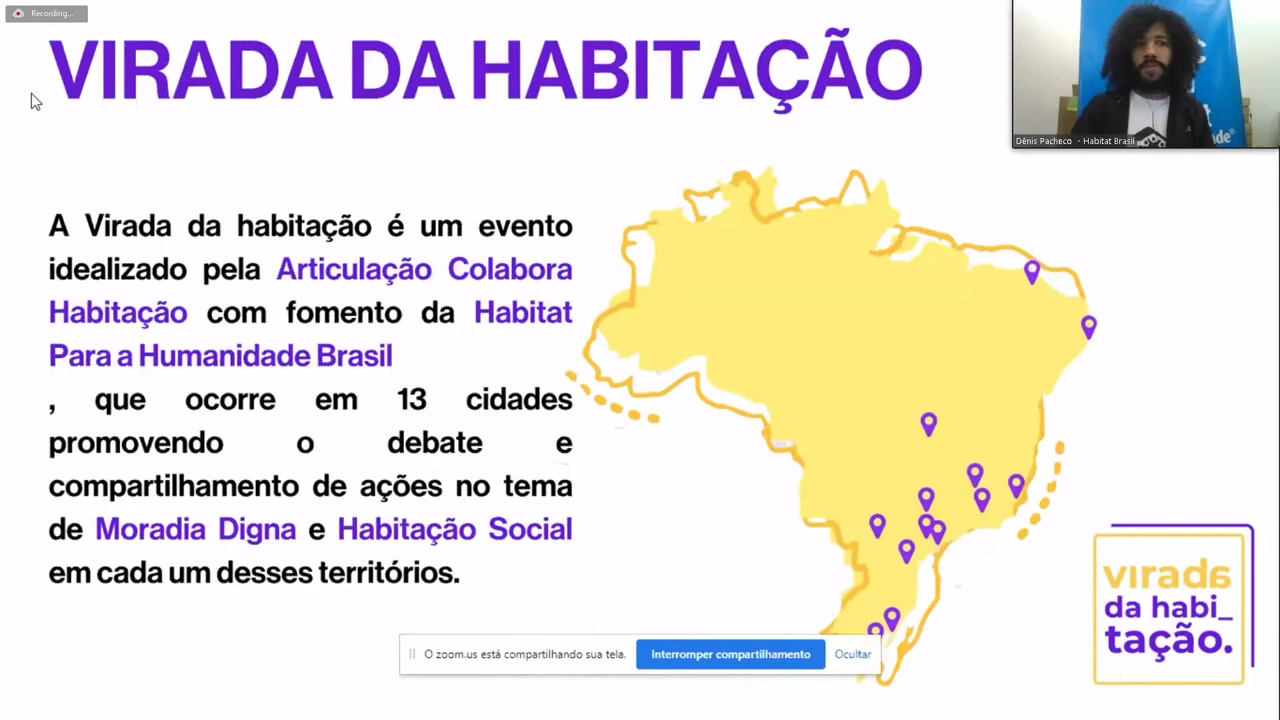 Recording...
VIRADA DA HABITAÇÃO
de®
Dênis Pacheco - Habitat Brasil
A Virada da habitação é um evento
idealizado pela Articulação Colabora
Habitação com fomento da Habitat
Para a Humanidade Brasil
, que ocorre em 13 cidades
promovendo o debate e
compartilhamento de ações no tema
de Moradia Digna e Habitação Social
em cada um desses territórios.
virada
da habi_
tação.
O zoom.us está compartilhando sua tela.
Interromper compartilhamento
Ocultar